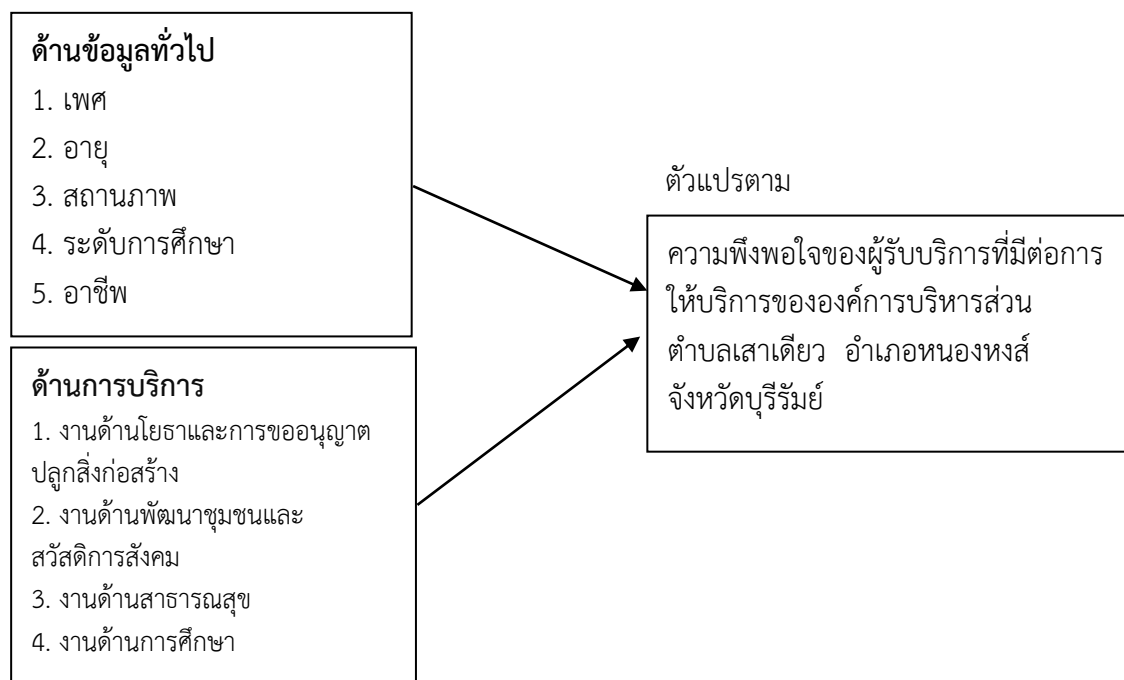 ด้านข้อมูลทั่วไป
1. เพศ
2. อายุ
3. สถานภาพ
4. ระดับการศึกษา
5. อาชีพ
ด้านการบริการ
1. งานด้านโยธาและการขออนุญาต
ปลูกสิ่งก่อสร้าง
2. งานด้านพัฒนาชุมชนและ
สวัสดิการสังคม
3. งานด้านสาธารณสุข
4. งานด้านการศึกษา
ตัวแปรตาม
ความพึงพอใจของผู้รับบริการที่มีต่อการ
ให้บริการขององค์การบริหารส่วน
ตำบลเสาเดียว อำเภอหนองหงส์
จังหวัดบุรีรัมย์